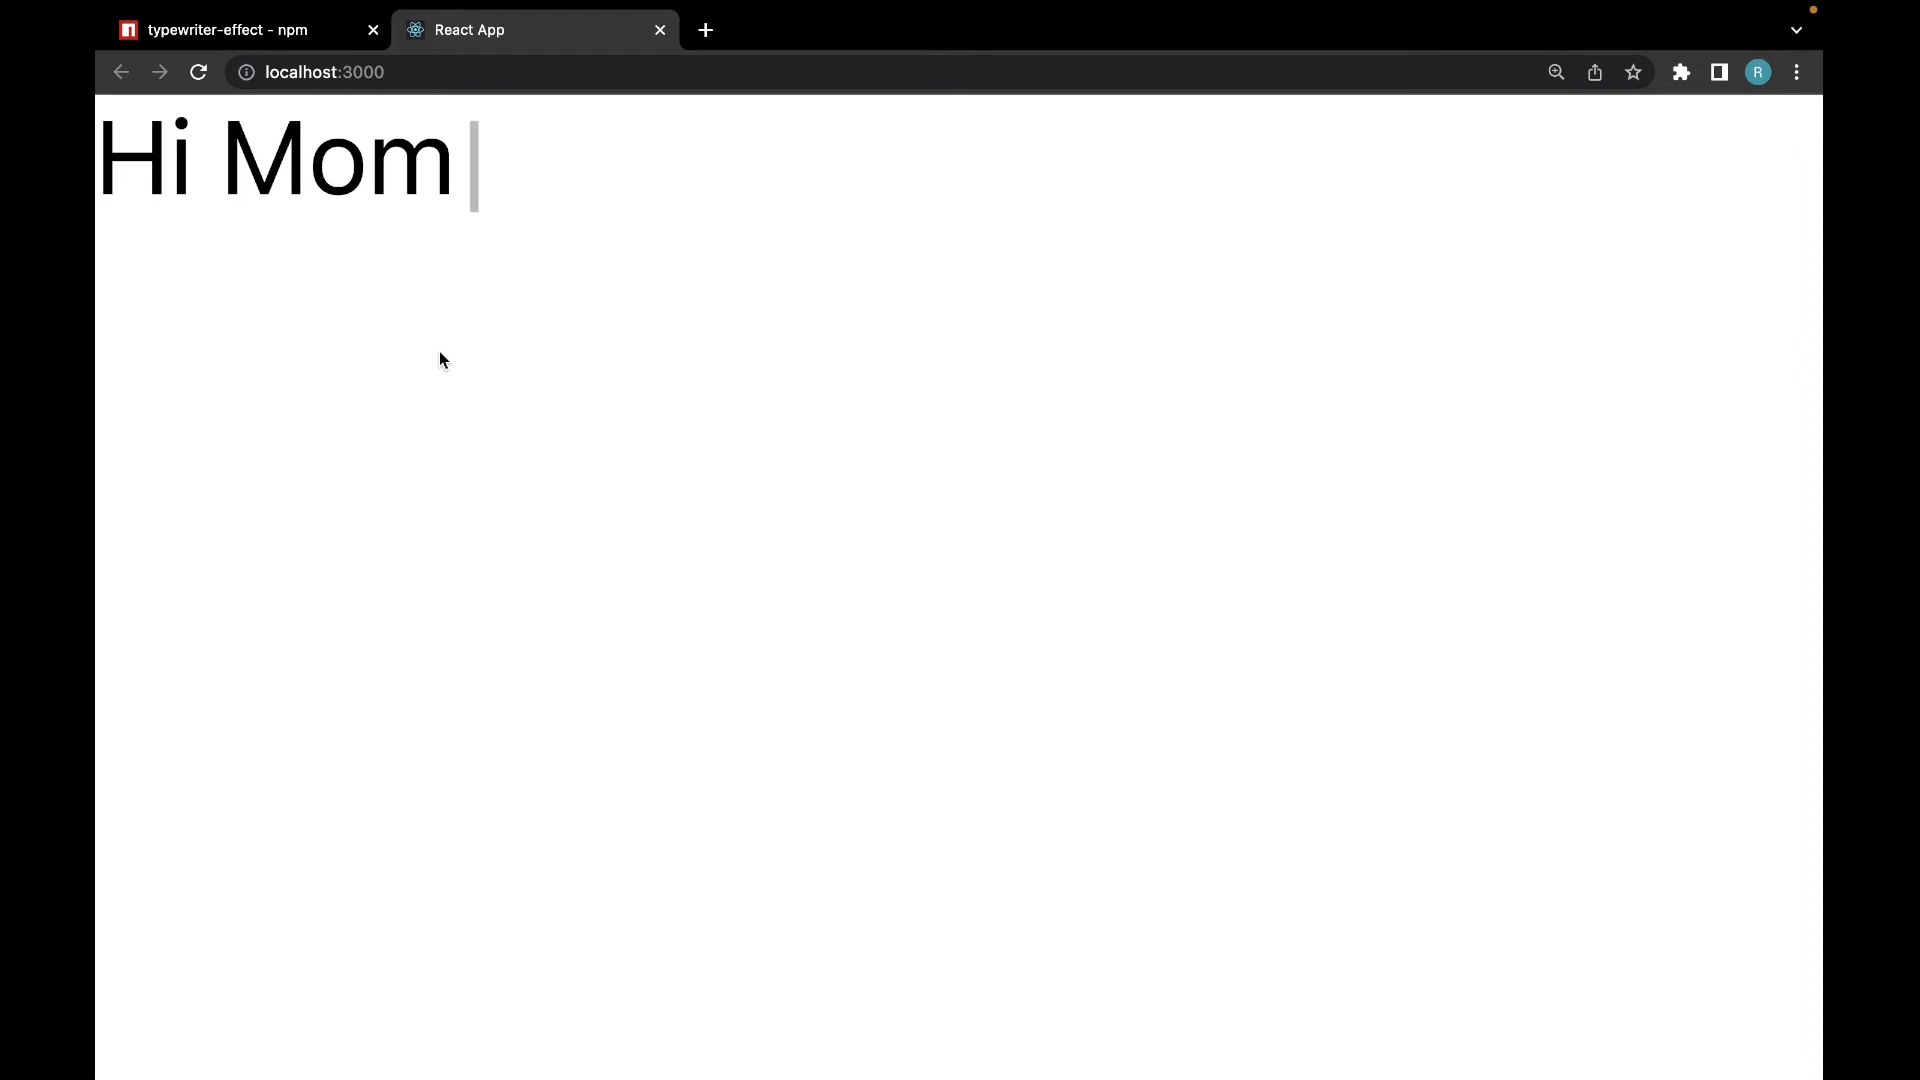 typewriter-effect - npm
React App
localhost:3000
R
Hi Mom|